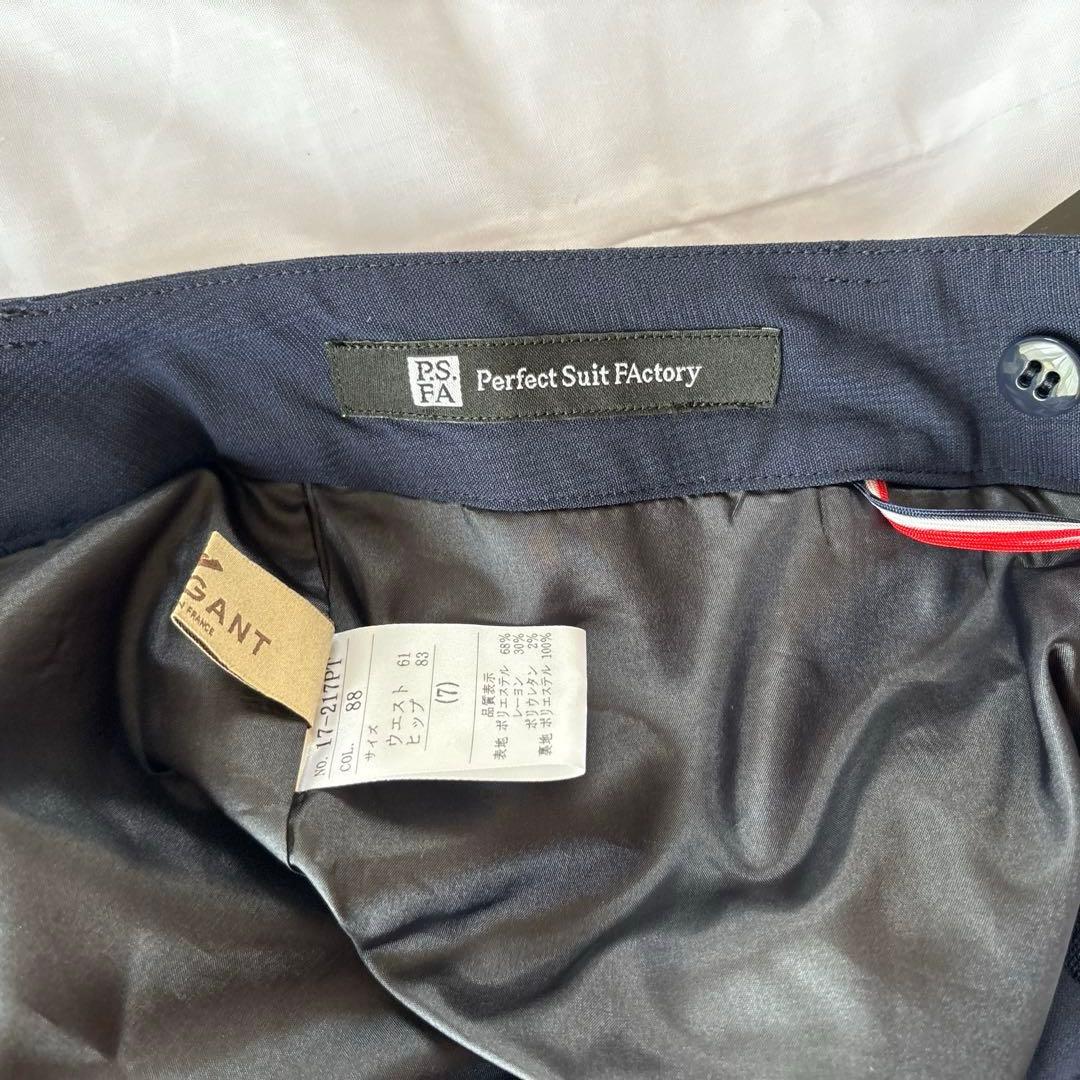 P.S.
FA
Perfect Suit FActory
GANT
FRANCE
NO. 17-217PT
COL. 88
サイズ
ウエスト 61
ヒップ 83
(7)
品質表示
表地 ポリエステル 68%
レーヨン 30%
ポリウレタン 2%
裏地 ポリエステル 100%